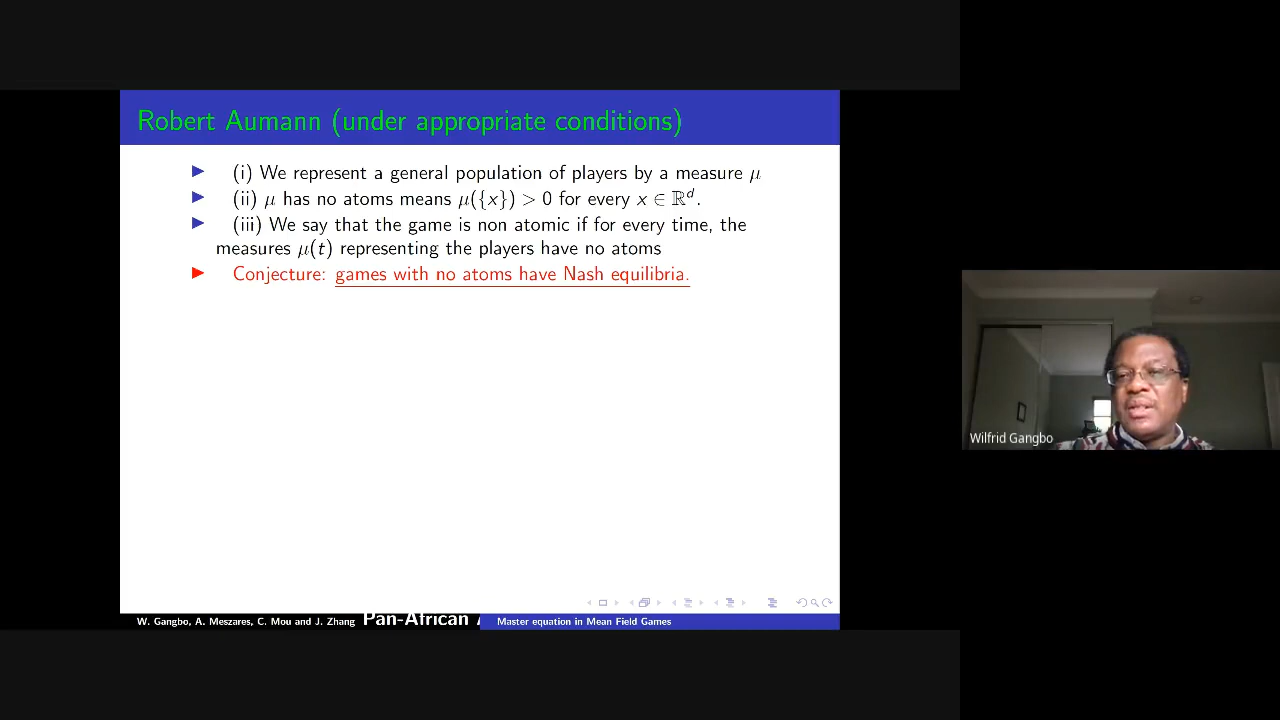 Robert Aumann (under appropriate conditions)
(i) We represent a general population of players by a measure μ
(ii) μ has no atoms means μ({x}) > 0 for every x ∈ ℝᵈ.
(iii) We say that the game is non atomic if for every time, the
measures μ(t) representing the players have no atoms
Conjecture: games with no atoms have Nash equilibria.
Wilfrid Gangbo
W. Gangbo, A. Meszares, C. Mou and J. Zhang Pan-African Master equation in Mean Field Games